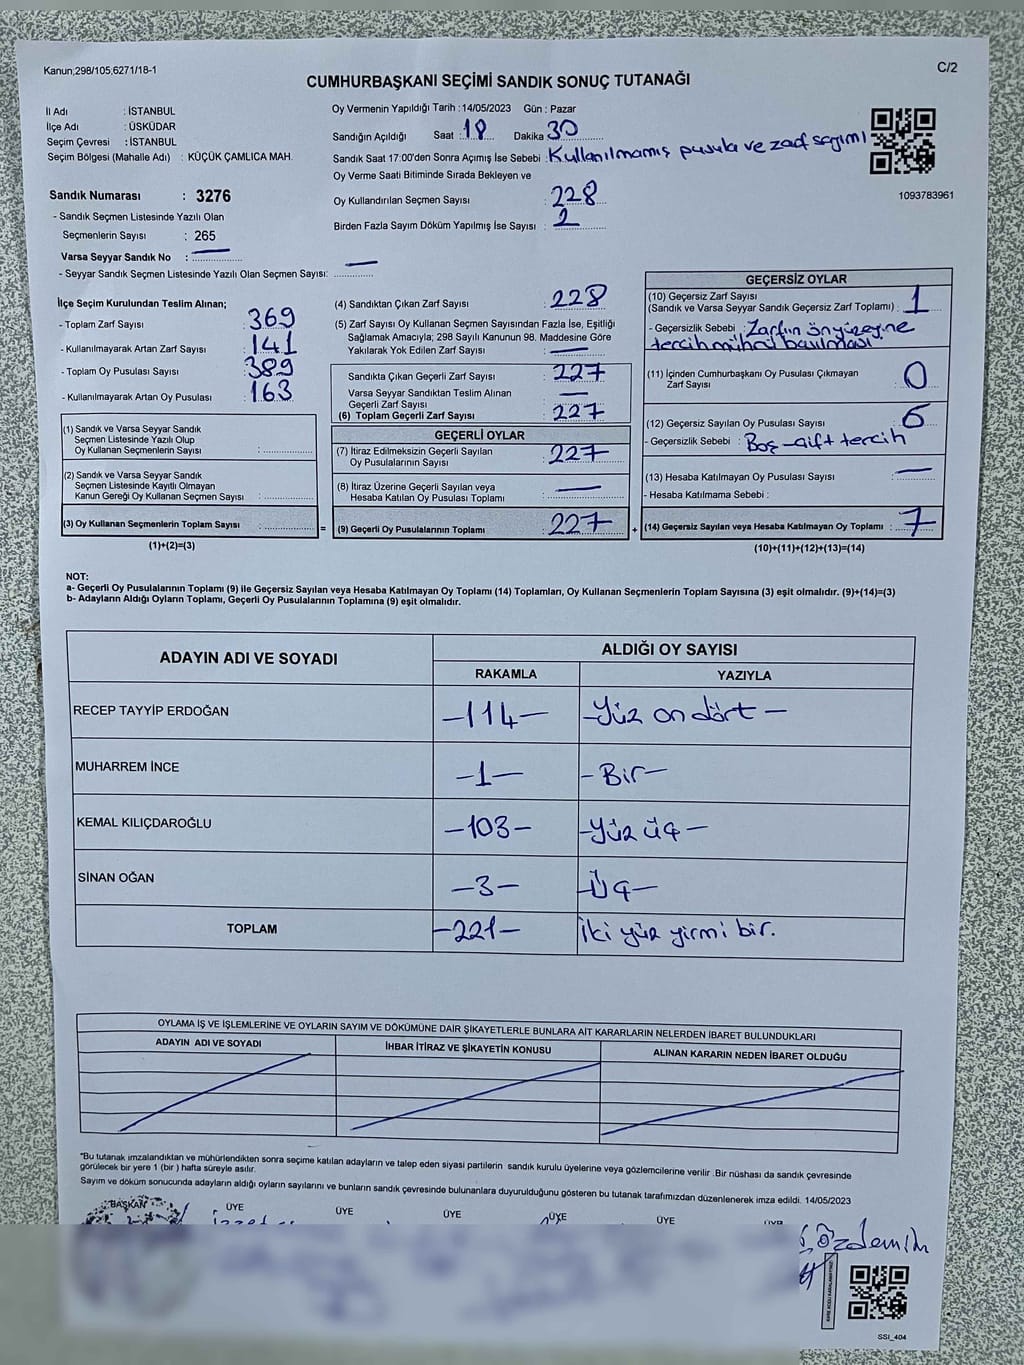 Kanun,298/105,6271/18-1
C/2
CUMHURBAŞKANI SEÇİMİ SANDIK SONUÇ TUTANAĞI
İl Adı : İSTANBUL
İlçe Adı : ÜSKÜDAR
Seçim Çevresi : İSTANBUL
Seçim Bölgesi (Mahalle Adı) : KÜÇÜK ÇAMLICA MAH.
Oy Vermenin Yapıldığı Tarih : 14/05/2023 Gün : Pazar
Sandığın Açıldığı Saat : 18 Dakika 30
Sandık Saat 17:00'den Sonra Açımış İse Sebebi : Kullanılmamış pusula ve zarf sayımı
Oy Verme Saati Bitiminde Sırada Bekleyen ve
Oy Kullandırılan Seçmen Sayısı : 228
Birden Fazla Sayım Döküm Yapılmış İse Sayısı : 2
1093783961
Sandık Numarası : 3276
- Sandık Seçmen Listesinde Yazılı Olan
Seçmenlerin Sayısı : 265
Varsa Seyyar Sandık No : —
- Seyyar Sandık Seçmen Listesinde Yazılı Olan Seçmen Sayısı: —
İlçe Seçim Kurulundan Teslim Alınan;
- Toplam Zarf Sayısı : 369
- Kullanılmayarak Artan Zarf Sayısı : 141
- Toplam Oy Pusulası Sayısı : 389
- Kullanılmayarak Artan Oy Pusulası : 163
(1) Sandık ve Varsa Seyyar Sandık
Seçmen Listesinde Yazılı Olup
Oy Kullanan Seçmenlerin Sayısı :
(2) Sandık ve Varsa Seyyar Sandık
Seçmen Listesinde Kayıtlı Olmayan
Kanun Gereği Oy Kullanan Seçmen Sayısı :
(3) Oy Kullanan Seçmenlerin Toplam Sayısı :
(1)+(2)=(3)
(4) Sandıktan Çıkan Zarf Sayısı : 228
(5) Zarf Sayısı Oy Kullanan Seçmen Sayısından Fazla İse, Eşitliği
Sağlamak Amacıyla; 298 Sayılı Kanunun 98. Maddesine Göre
Yakılarak Yok Edilen Zarf Sayısı : —
Sandıkta Çıkan Geçerli Zarf Sayısı : 227
Varsa Seyyar Sandıktan Teslim Alınan
Geçerli Zarf Sayısı : —
(6) Toplam Geçerli Zarf Sayısı : 227
GEÇERLİ OYLAR
(7) İtiraz Edilmeksizin Geçerli Sayılan
Oy Pusulalarının Sayısı : 227
(8) İtiraz Üzerine Geçerli Sayılan veya
Hesaba Katılan Oy Pusulası Toplamı : —
= (9) Geçerli Oy Pusulalarının Toplamı : 227
GEÇERSİZ OYLAR
(10) Geçersiz Zarf Sayısı
(Sandık ve Varsa Seyyar Sandık Geçersiz Zarf Toplamı) : 1
- Geçersizlik Sebebi : Zarfın önyüzeyine
tercih mührü basılması
(11) İçinden Cumhurbaşkanı Oy Pusulası Çıkmayan
Zarf Sayısı : 0
(12) Geçersiz Sayılan Oy Pusulası Sayısı : 6
- Geçersizlik Sebebi : Boş - çift tercih
(13) Hesaba Katılmayan Oy Pusulası Sayısı : —
- Hesaba Katılmama Sebebi :
+ (14) Geçersiz Sayılan veya Hesaba Katılmayan Oy Toplamı : 7
(10)+(11)+(12)+(13)=(14)
NOT:
a- Geçerli Oy Pusulalarının Toplamı (9) ile Geçersiz Sayılan veya Hesaba Katılmayan Oy Toplamı (14) Toplamları, Oy Kullanan Seçmenlerin Toplam Sayısına (3) eşit olmalıdır. (9)+(14)=(3)
b- Adayların Aldığı Oyların Toplamı, Geçerli Oy Pusulalarının Toplamına (9) eşit olmalıdır.
ADAYIN ADI VE SOYADI
ALDIĞI OY SAYISI
RAKAMLA YAZIYLA
RECEP TAYYİP ERDOĞAN -114- -Yüz on dört-
MUHARREM İNCE -1- -Bir-
KEMAL KILIÇDAROĞLU -103- -Yüz üç-
SİNAN OĞAN -3- -Üç-
TOPLAM -221- İki yüz yirmi bir.
OYLAMA İŞ VE İŞLEMLERİNE VE OYLARIN SAYIM VE DÖKÜMÜNE DAİR ŞİKAYETLERLE BUNLARA AİT KARARLARIN NELERDEN İBARET BULUNDUKLARI
ADAYIN ADI VE SOYADI İHBAR İTİRAZ VE ŞİKAYETİN KONUSU ALINAN KARARIN NEDEN İBARET OLDUĞU
"Bu tutanak imzalandıktan ve mühürlendikten sonra seçime katılan adayların ve talep eden siyasi partilerin sandık kurulu üyelerine veya gözlemcilerine verilir .Bir nüshası da sandık çevresinde
görülecek bir yere 1 (bir ) hafta süreyle asılır.
Sayım ve döküm sonucunda adayların aldığı oyların sayılarını ve bunların sandık çevresinde bulunanlara duyurulduğunu gösteren bu tutanak tarafımızdan düzenlenerek imza edildi. 14/05/2023
BAŞKAN ÜYE ÜYE ÜYE ÜYE ÜYE ÜYE
Özdemir
SSI_404